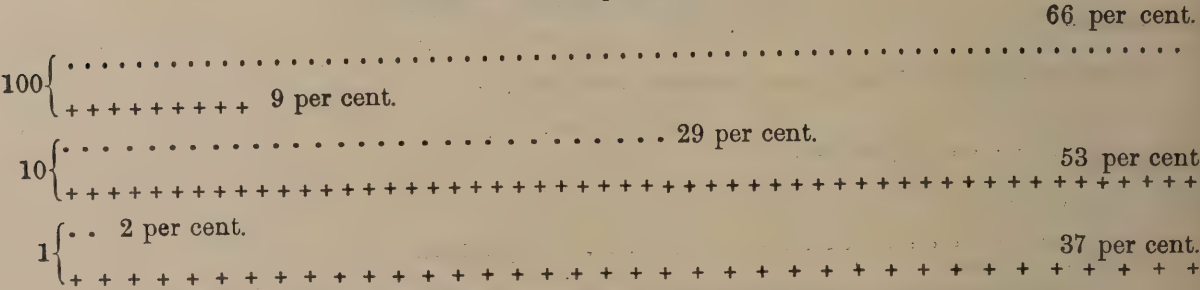 66 per cent.
100{ . . . . . . . . . . . . . . . . . . . . . . . . . . . . . . . . . . . . . . . . . . . . . . . . . . . . . . . . . . . . . . . . . .
+ + + + + + + + + 9 per cent.
10{ . . . . . . . . . . . . . . . . . . . . . . . . . . . . . 29 per cent.
53 per cent
+ + + + + + + + + + + + + + + + + + + + + + + + + + + + + + + + + + + + + + + + + + + + + + + + + + + + +
1{ . . 2 per cent.
37 per cent.
+ + + + + + + + + + + + + + + + + + + + + + + + + + + + + + + + + + + + +